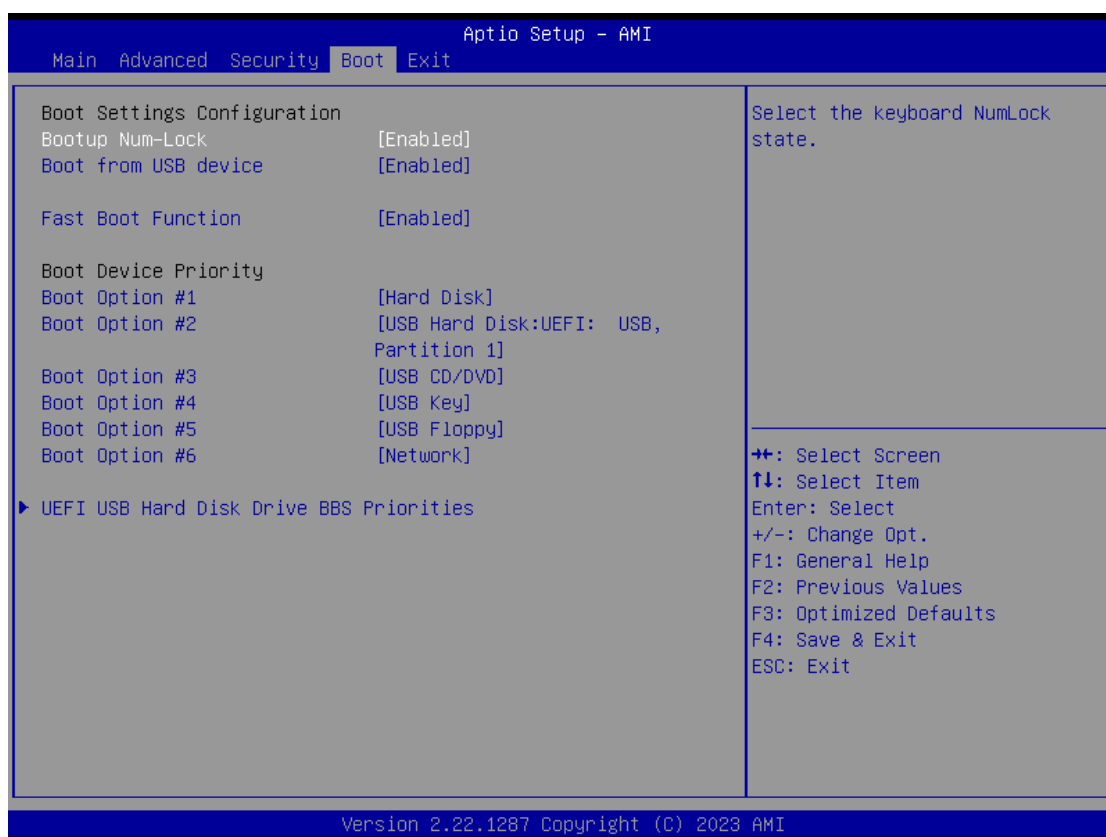 Aptio Setup – AMI
Main Advanced Security Boot Exit
Boot Settings Configuration
Bootup Num-Lock [Enabled]
Boot from USB device [Enabled]
Fast Boot Function [Enabled]
Boot Device Priority
Boot Option #1 [Hard Disk]
Boot Option #2 [USB Hard Disk:UEFI: USB,
Partition 1]
Boot Option #3 [USB CD/DVD]
Boot Option #4 [USB Key]
Boot Option #5 [USB Floppy]
Boot Option #6 [Network]
▶ UEFI USB Hard Disk Drive BBS Priorities
Select the keyboard NumLock
state.
→←: Select Screen
↑↓: Select Item
Enter: Select
+/-: Change Opt.
F1: General Help
F2: Previous Values
F3: Optimized Defaults
F4: Save & Exit
ESC: Exit
Version 2.22.1287 Copyright (C) 2023 AMI